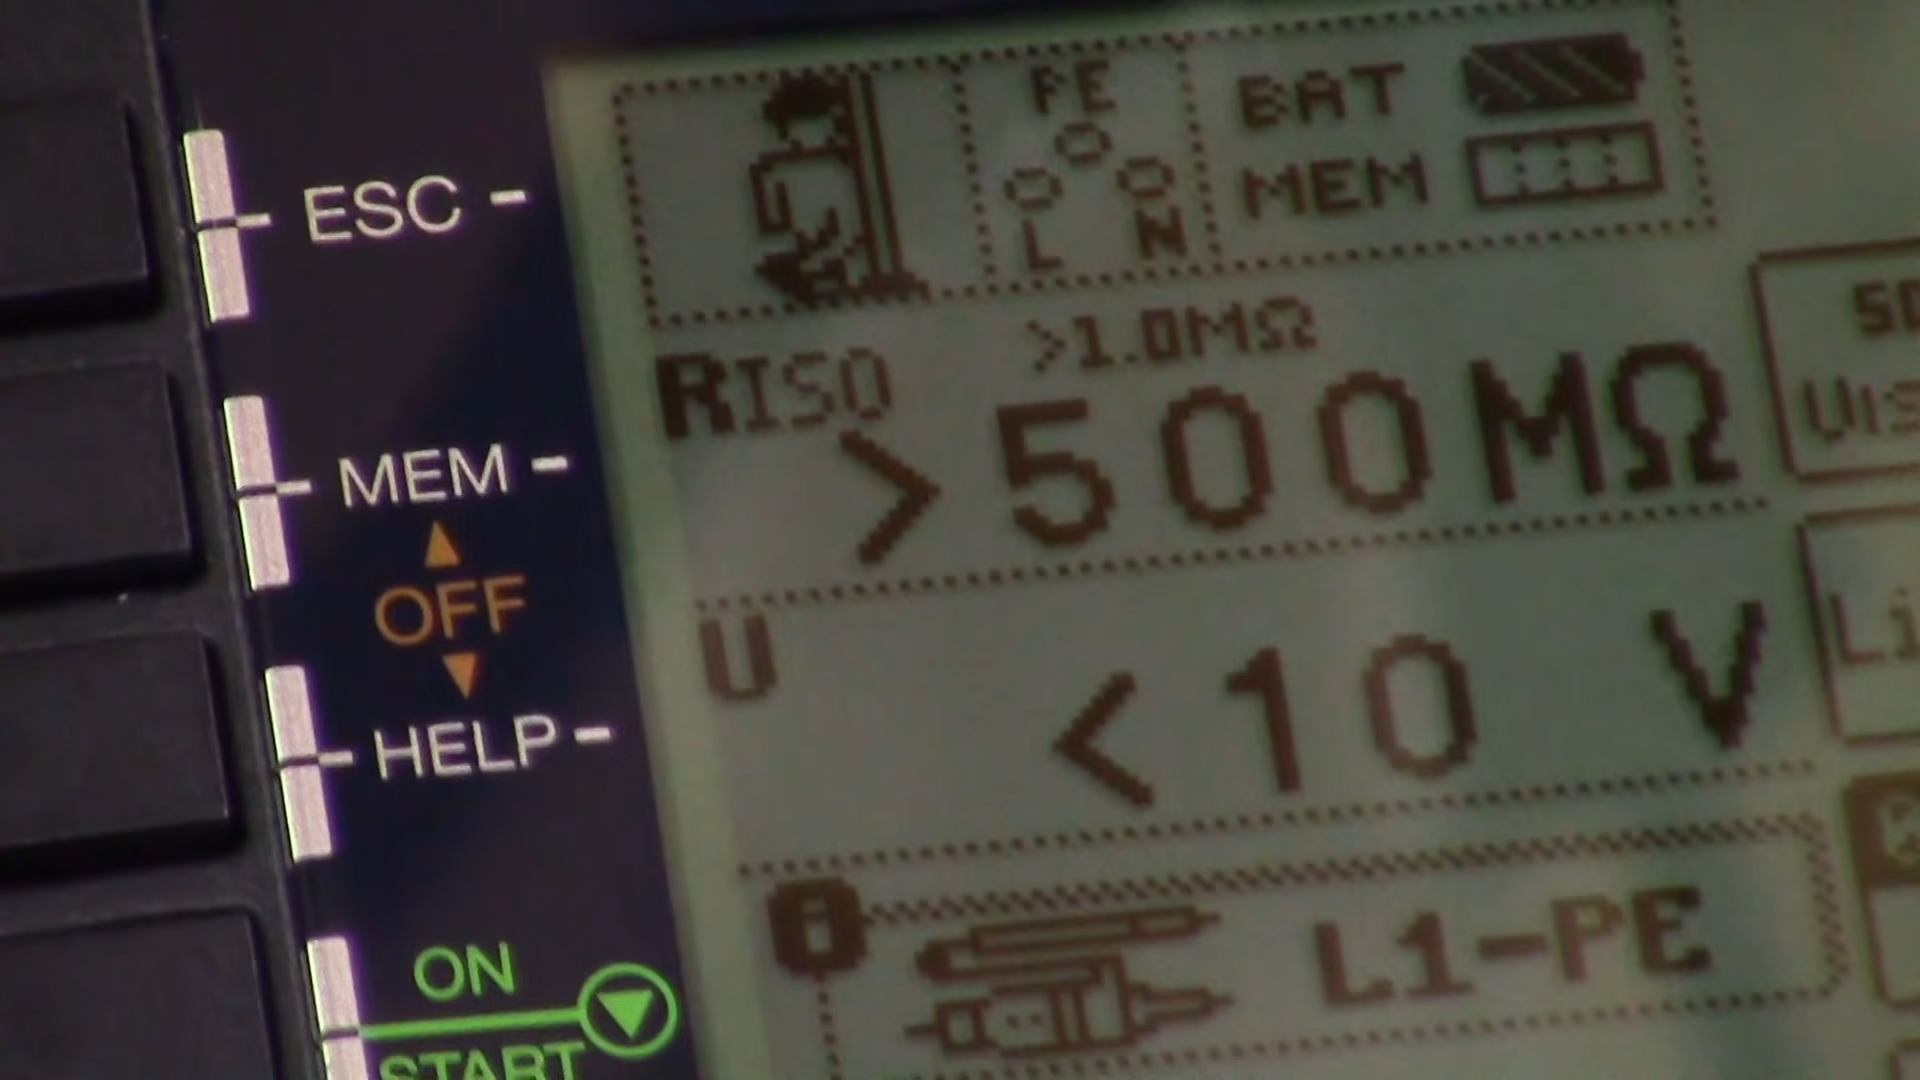 ESC
MEM
OFF
HELP
ON
START
PE
L N
BAT
MEM
RISO >1.0MΩ
>500MΩ
U
<10 V
L1-PE